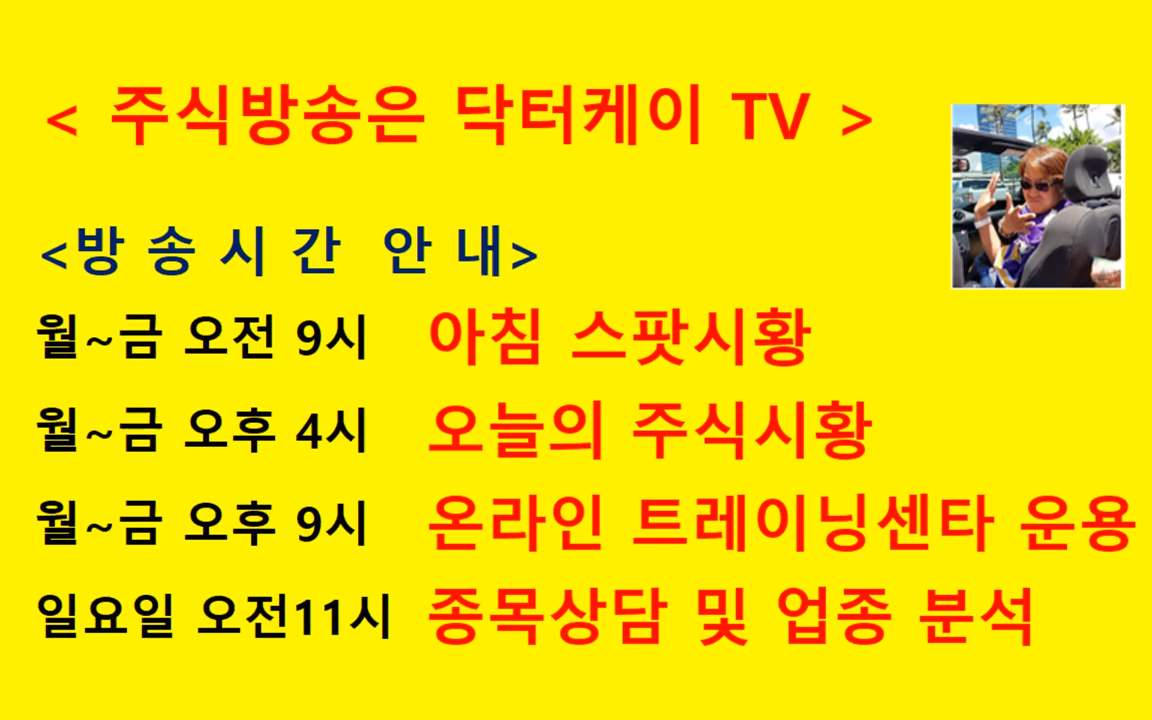 < 주식방송은 닥터케이 TV >
<방 송 시 간 안 내>
월~금 오전 9시 아침 스팟시황
월~금 오후 4시 오늘의 주식시황
월~금 오후 9시 온라인 트레이닝센타 운용
일요일 오전11시 종목상담 및 업종 분석